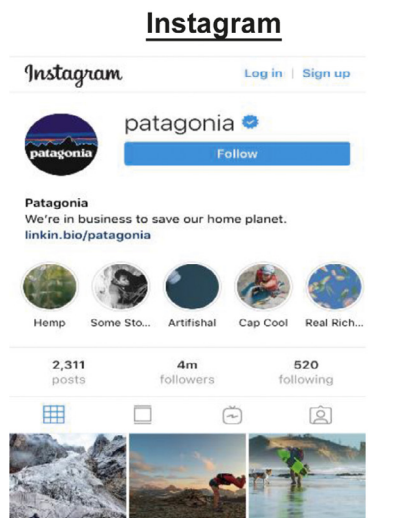 Instagram
Instagram
Log in | Sign up
patagonia
patagonia
Follow
Patagonia
We're in business to save our home planet.
linkin.bio/patagonia
Hemp Some Sto... Artifishal Cap Cool Real Rich...
2,311 4m 520
posts followers following